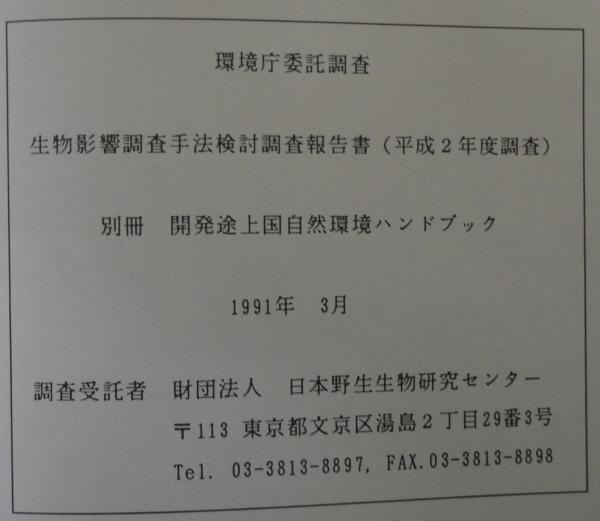 環境庁委託調査
生物影響調査手法検討調査報告書（平成２年度調査）
別冊　開発途上国自然環境ハンドブック
1991年　3月
調査受託者　財団法人　日本野生生物研究センター
〒113 東京都文京区湯島２丁目29番3号
Tel. 03-3813-8897, FAX.03-3813-8898